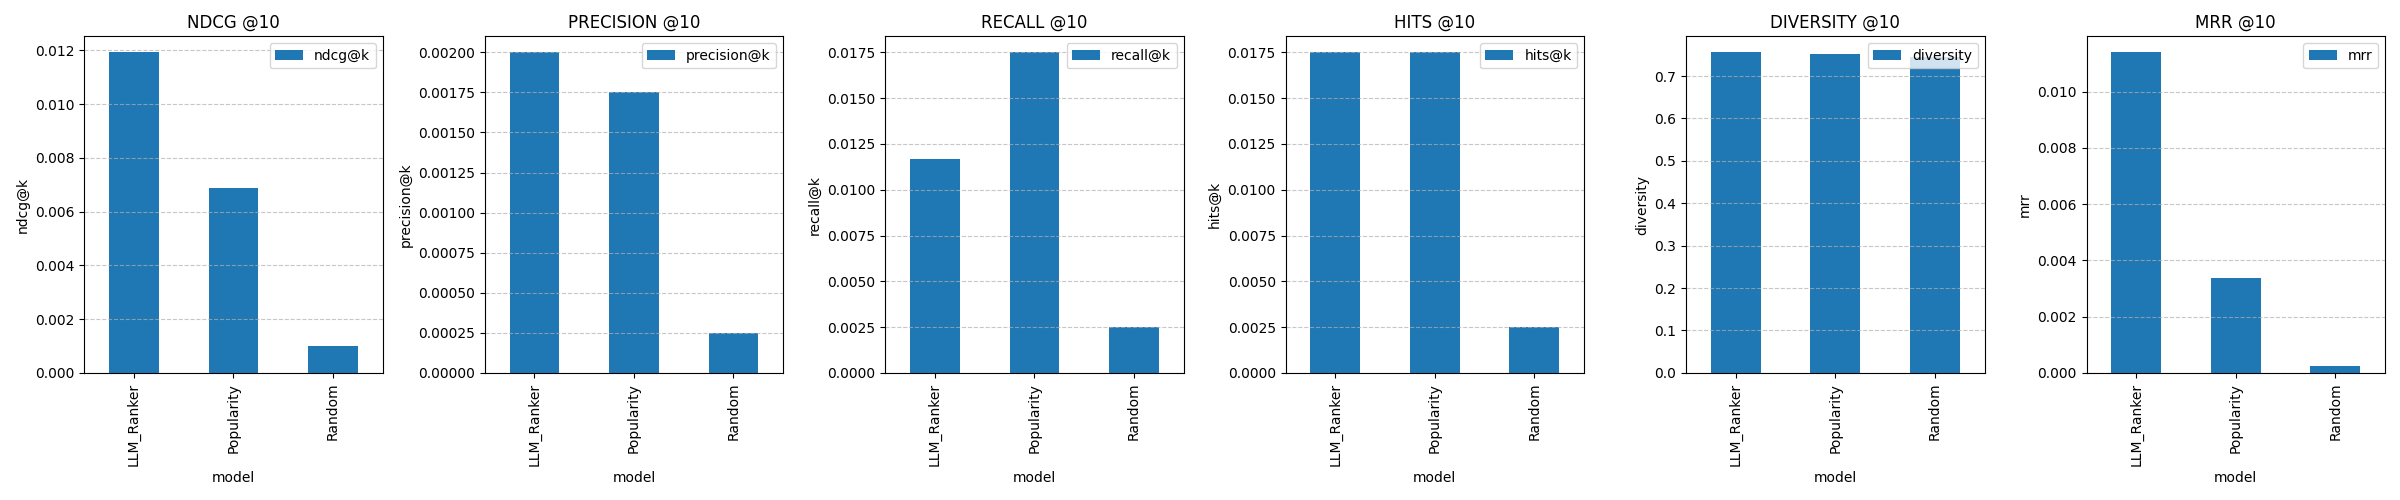 NDCG @10
ndcg@k
0.012
0.010
0.008
0.006
0.004
0.002
0.000
ndcg@k
LLM_Ranker
Popularity
Random
model
PRECISION @10
precision@k
0.00200
0.00175
0.00150
0.00125
0.00100
0.00075
0.00050
0.00025
0.00000
precision@k
LLM_Ranker
Popularity
Random
model
RECALL @10
recall@k
0.0175
0.0150
0.0125
0.0100
0.0075
0.0050
0.0025
0.0000
recall@k
LLM_Ranker
Popularity
Random
model
HITS @10
hits@k
0.0175
0.0150
0.0125
0.0100
0.0075
0.0050
0.0025
0.0000
hits@k
LLM_Ranker
Popularity
Random
model
DIVERSITY @10
diversity
0.7
0.6
0.5
0.4
0.3
0.2
0.1
0.0
diversity
LLM_Ranker
Popularity
Random
model
MRR @10
mrr
0.010
0.008
0.006
0.004
0.002
0.000
mrr
LLM_Ranker
Popularity
Random
model